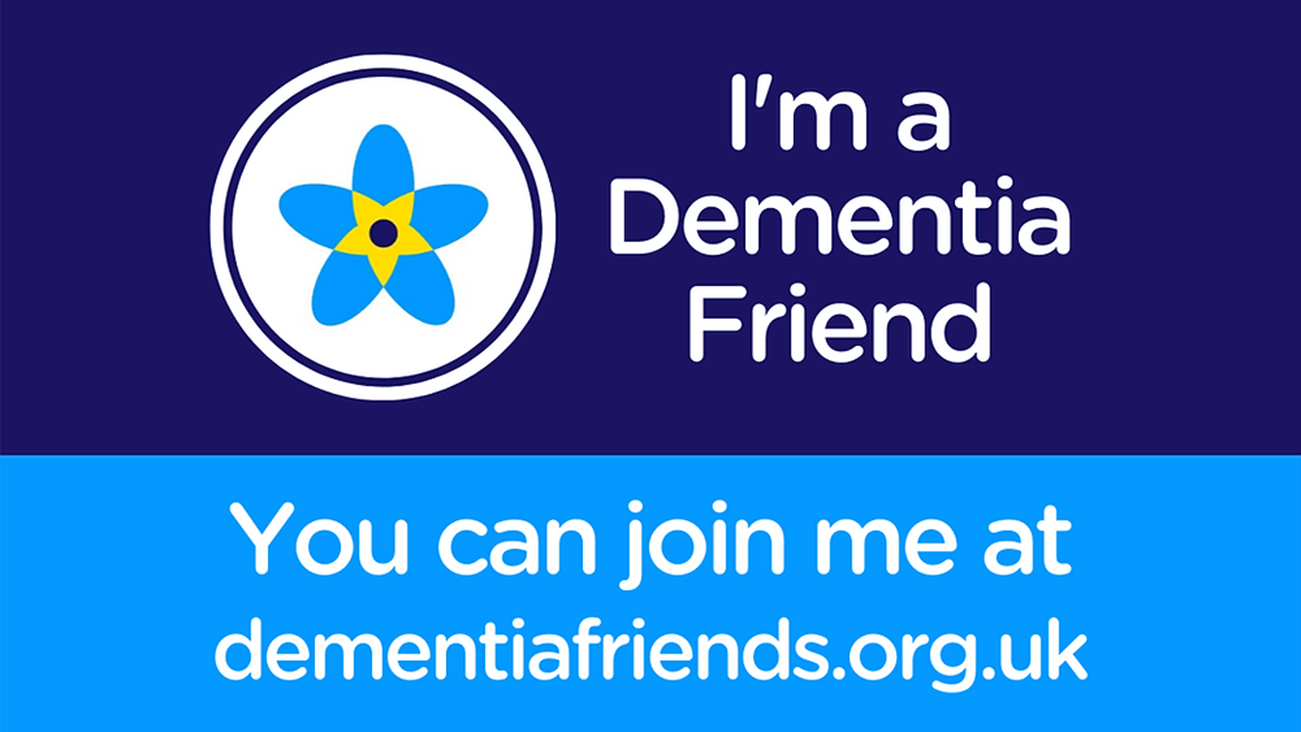 I'm a
Dementia
Friend
You can join me at
dementiafriends.org.uk